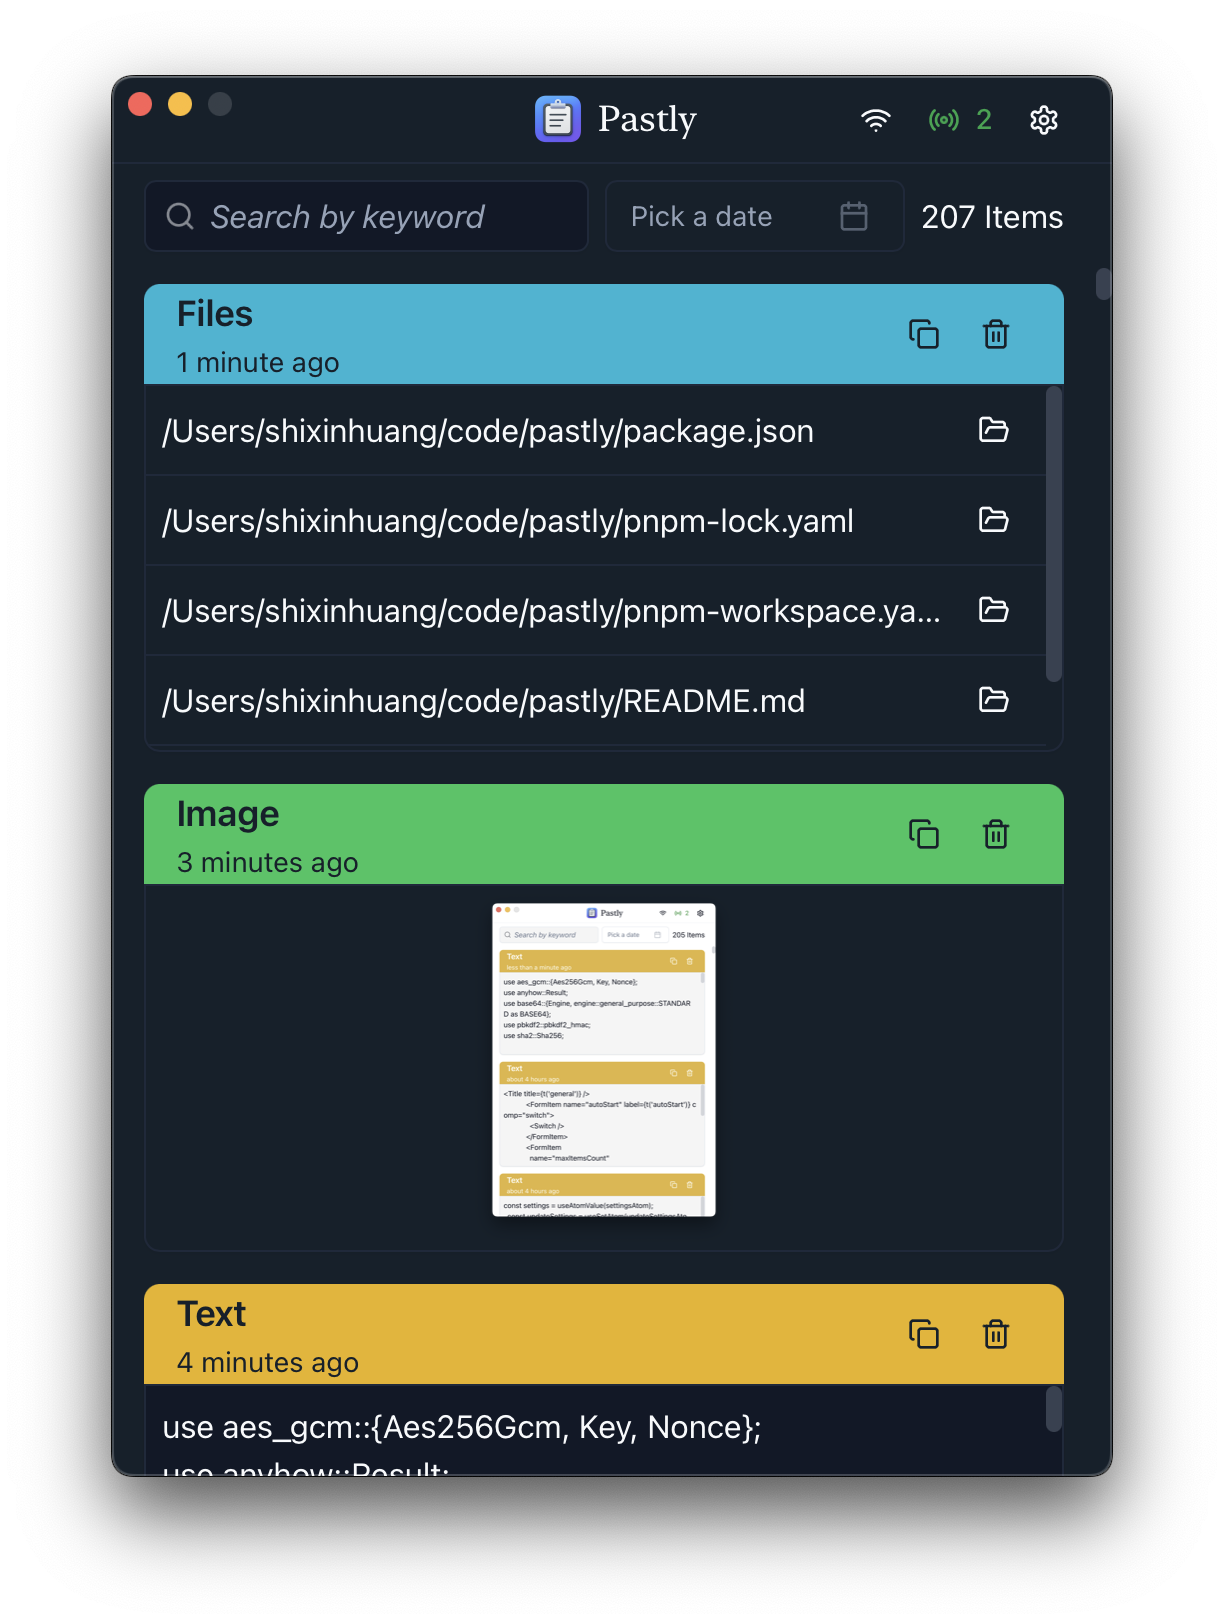 Pastly
2
Search by keyword
Pick a date
207 Items
Files
1 minute ago
/Users/shixinhuang/code/pastly/package.json
/Users/shixinhuang/code/pastly/pnpm-lock.yaml
/Users/shixinhuang/code/pastly/pnpm-workspace.ya...
/Users/shixinhuang/code/pastly/README.md
Image
3 minutes ago
Pastly
2
Search by keyword
Pick a date
205 Items
Text
less than a minute ago
use aes_gcm::{Aes256Gcm, Key, Nonce};
use anyhow::Result;
use base64::{Engine, engine::general_purpose::STANDAR
D as BASE64};
use pbkdf2::pbkdf2_hmac;
use sha2::Sha256;
Text
about 4 hours ago
<Title title={t('general')} />
<FormItem name="autoStart" label={t('autoStart')} c
omp="switch">
<Switch />
</FormItem>
<FormItem
name="maxItemsCount"
Text
about 4 hours ago
const settings = useAtomValue(settingsAtom);
Text
4 minutes ago
use aes_gcm::{Aes256Gcm, Key, Nonce};
use anyhow::Result;